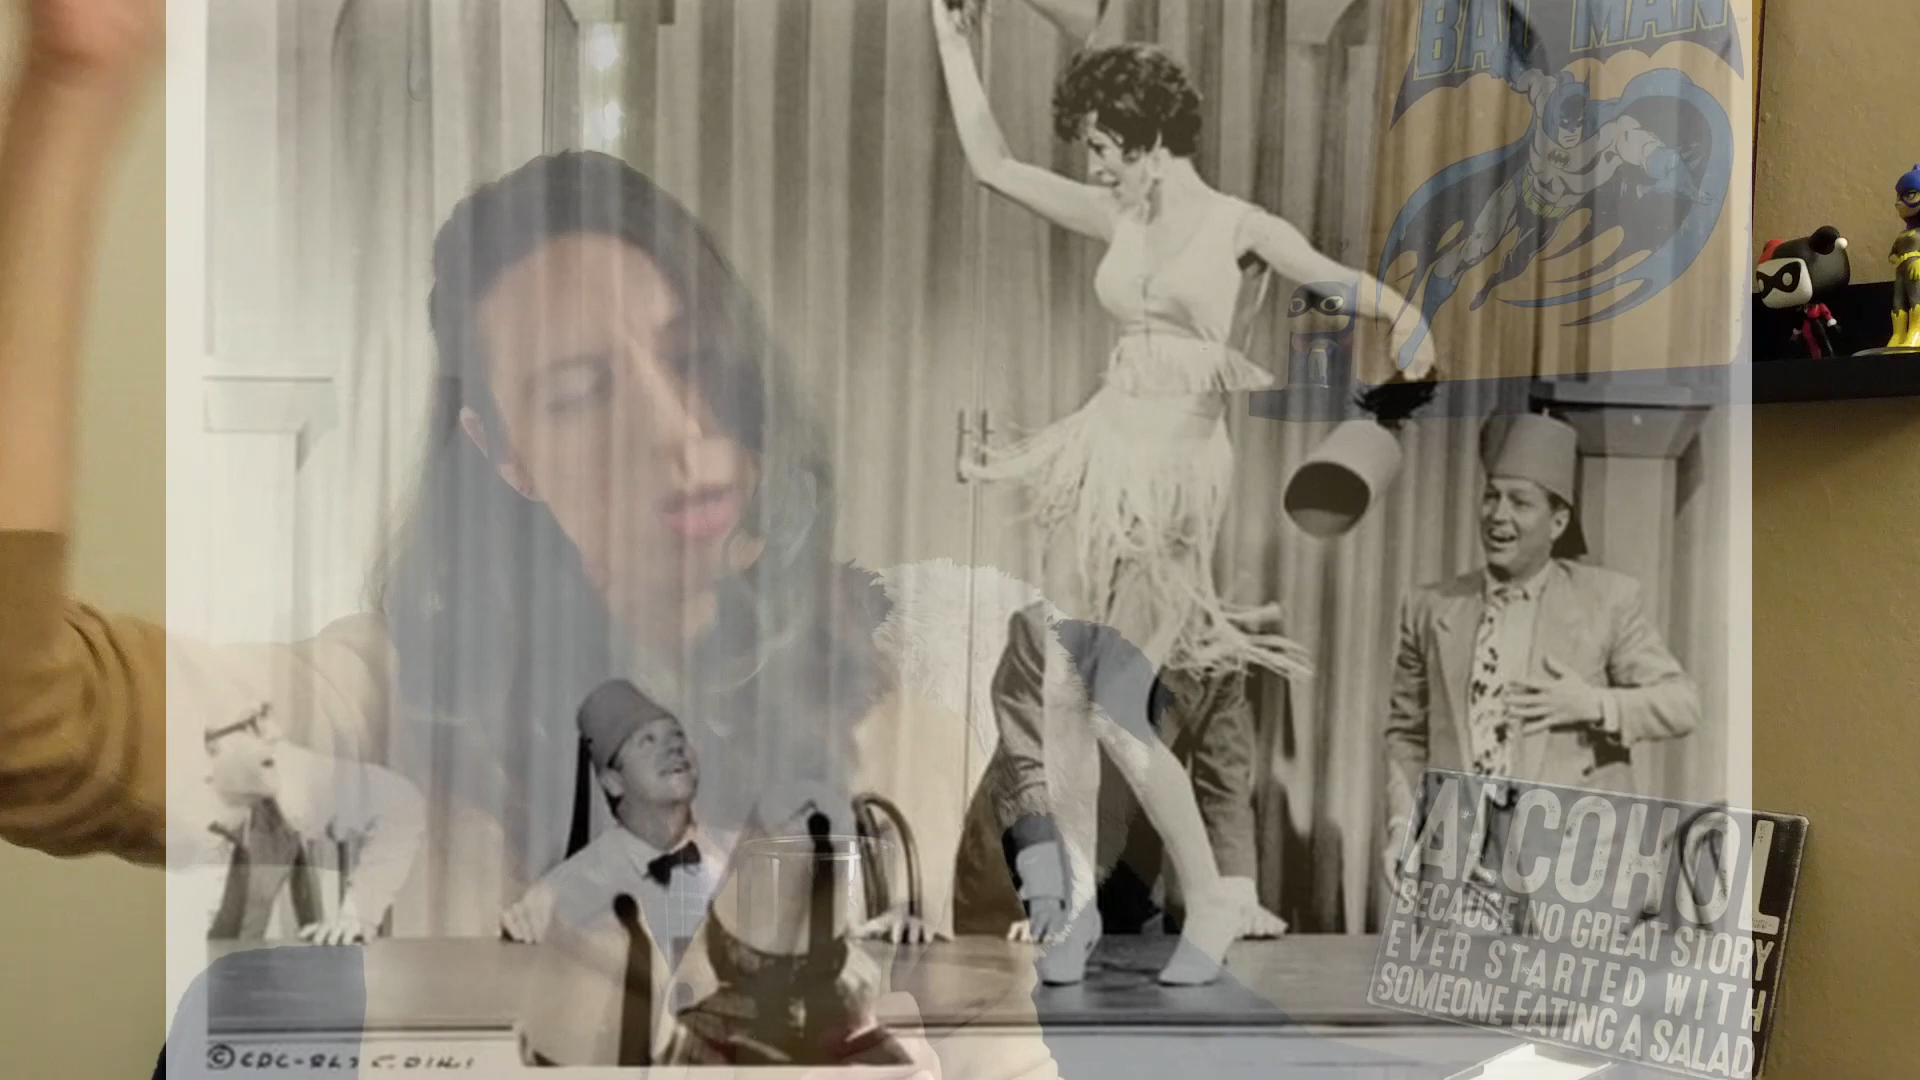 BATMAN
ALCOHOL
BECAUSE NO GREAT STORY
EVER STARTED WITH
SOMEONE EATING A SALAD